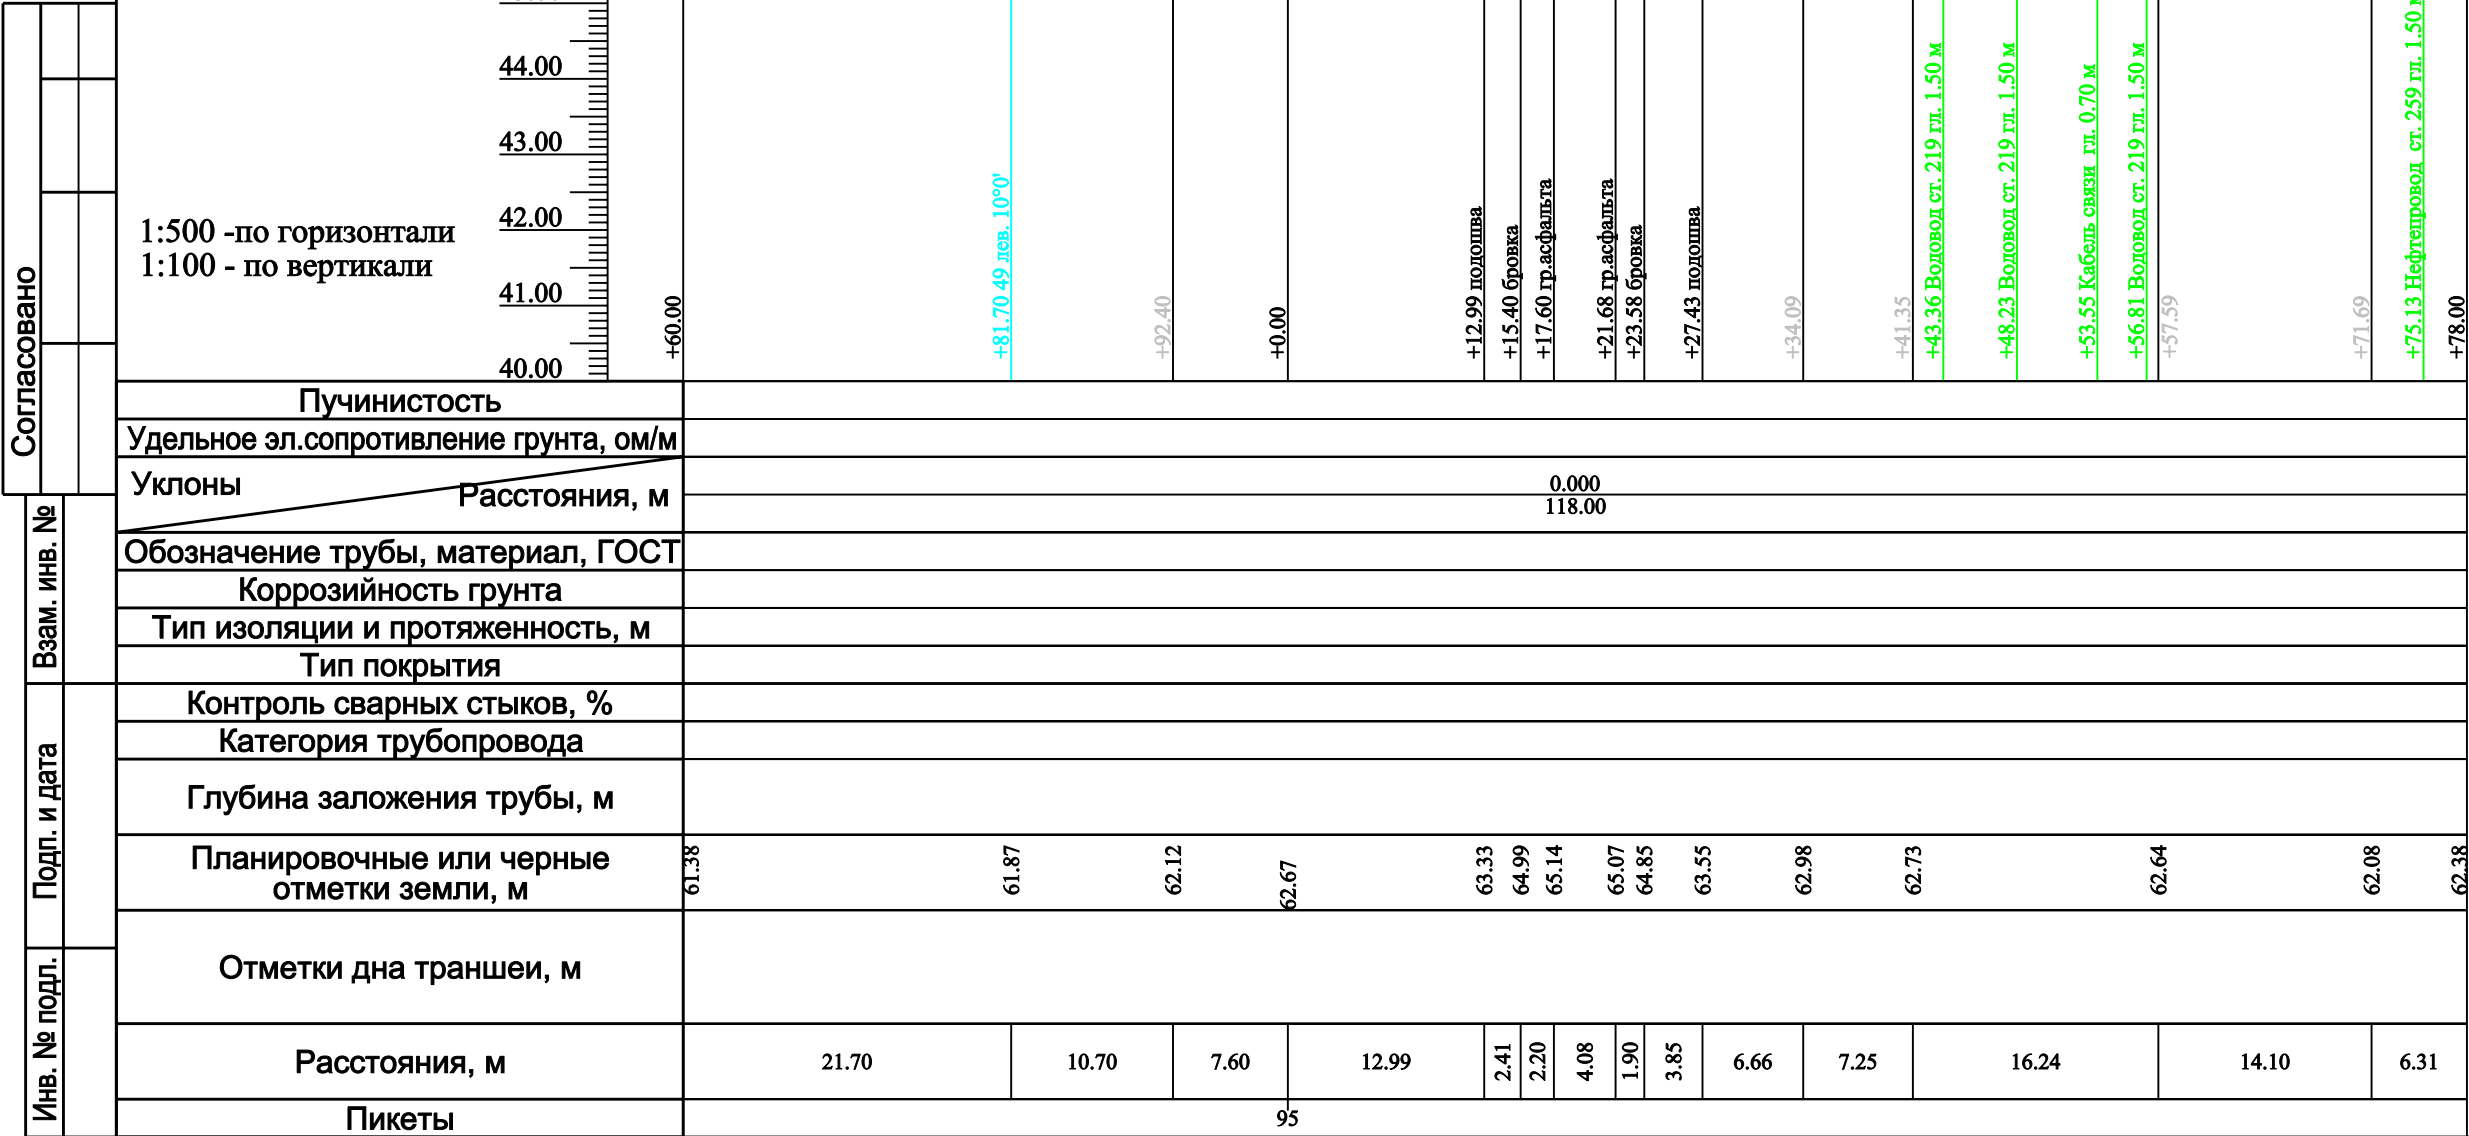 44.00
43.00
42.00
41.00
40.00
1:500 -по горизонтали
1:100 - по вертикали
Согласовано
Взам. инв. №
Подп. и дата
Инв. № подл.
+60.00
+81.70 49 лев. 10°0'
+92.40
+0.00
+12.99 подошва
+15.40 бровка
+17.60 гр.асфальта
+21.68 гр.асфальта
+23.58 бровка
+27.43 подошва
+34.09
+41.35
+43.36 Водовод ст. 219 гл. 1.50 м
+48.23 Водовод ст. 219 гл. 1.50 м
+53.55 Кабель связи гл. 0.70 м
+56.81 Водовод ст. 219 гл. 1.50 м
+57.59
+71.69
+75.13 Нефтепровод ст. 259 гл. 1.50 м
+78.00
Пучинистость
Удельное эл.сопротивление грунта, ом/м
Уклоны
Расстояния, м
0.000
118.00
Обозначение трубы, материал, ГОСТ
Коррозийность грунта
Тип изоляции и протяженность, м
Тип покрытия
Контроль сварных стыков, %
Категория трубопровода
Глубина заложения трубы, м
Планировочные или черные
отметки земли, м
61.38 61.87 62.12 62.67 63.33 64.99 65.14 65.07 64.85 63.55 62.98 62.73 62.64 62.08 62.38
Отметки дна траншеи, м
Расстояния, м
21.70 10.70 7.60 12.99 2.41 2.20 4.08 1.90 3.85 6.66 7.25 16.24 14.10 6.31
Пикеты
95